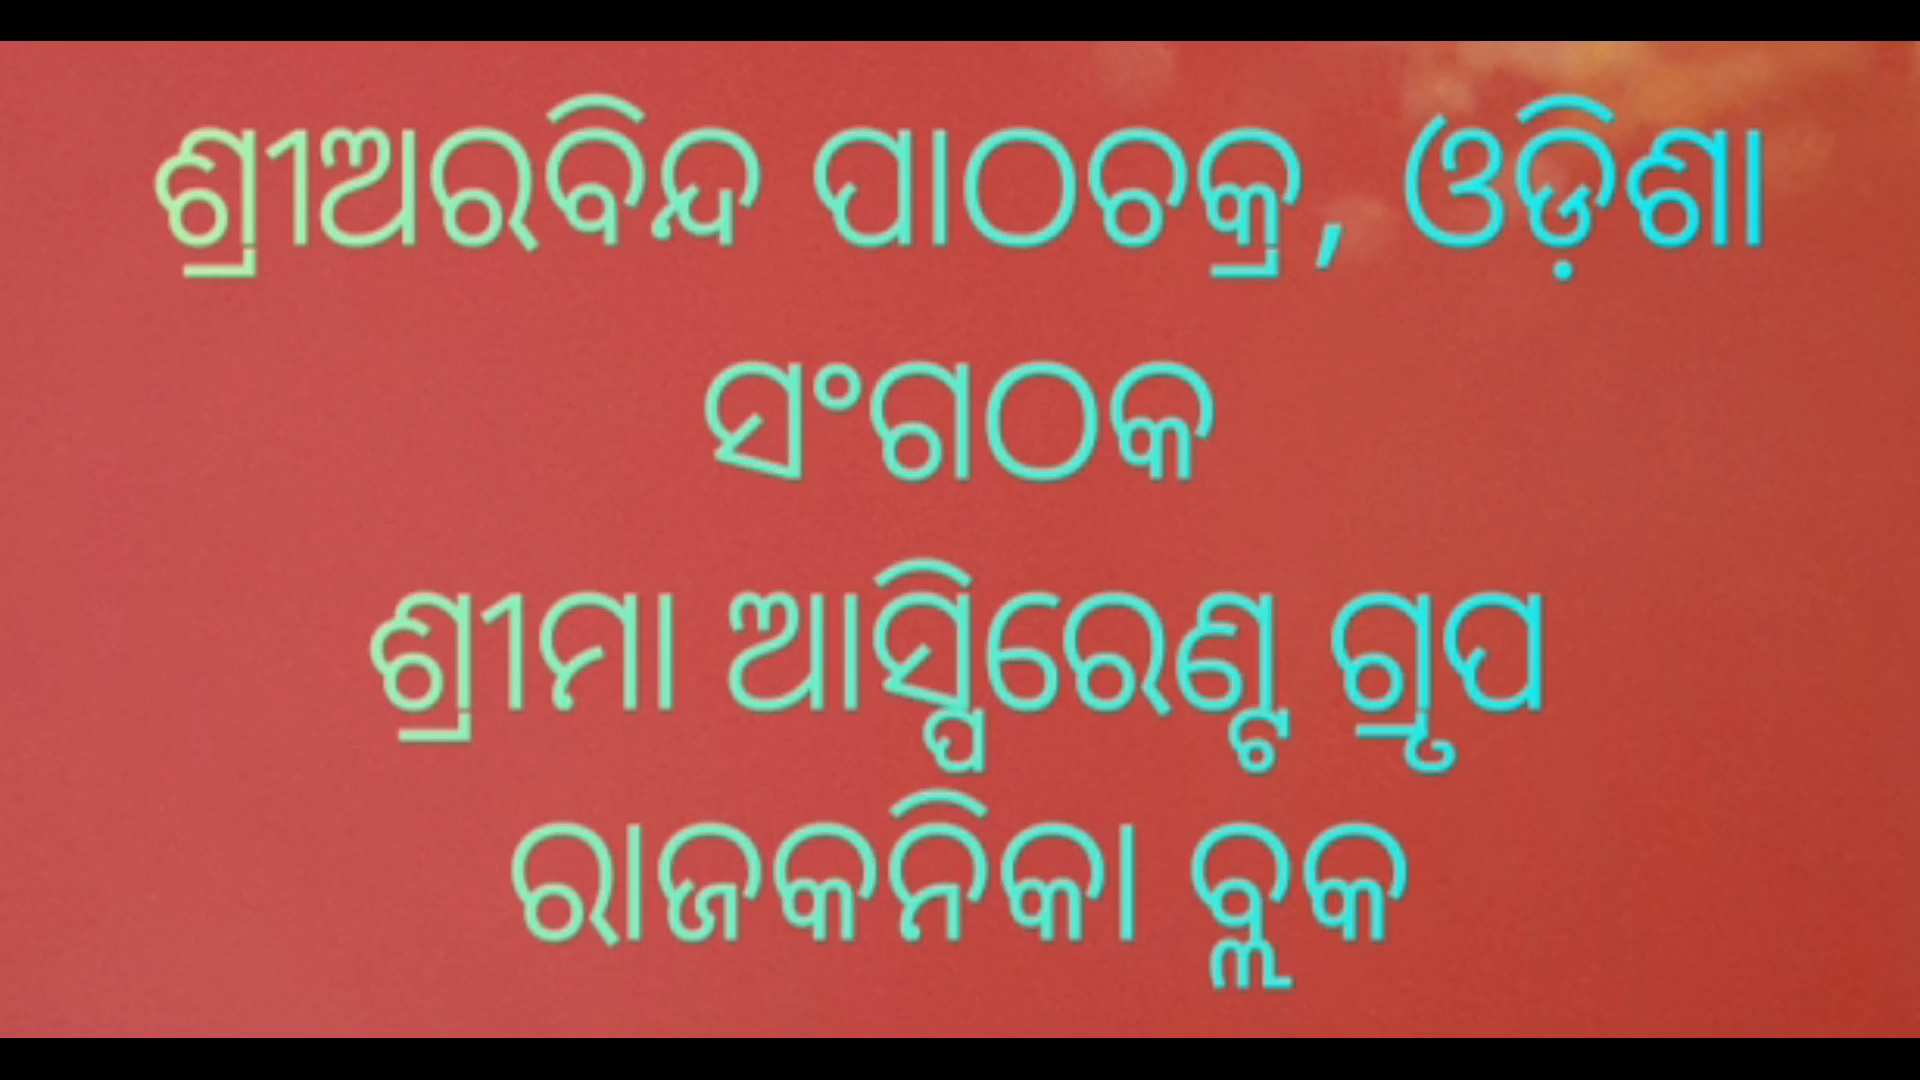 ଶ୍ରୀଅରବିନ୍ଦ ପାଠଚକ୍ର, ଓଡ଼ିଶା
ସଂଗଠକ
ଶ୍ରୀମା ଆସ୍ପିରେଣ୍ଟ ଗ୍ରୃପ
ରାଜକନିକା ବ୍ଲକ